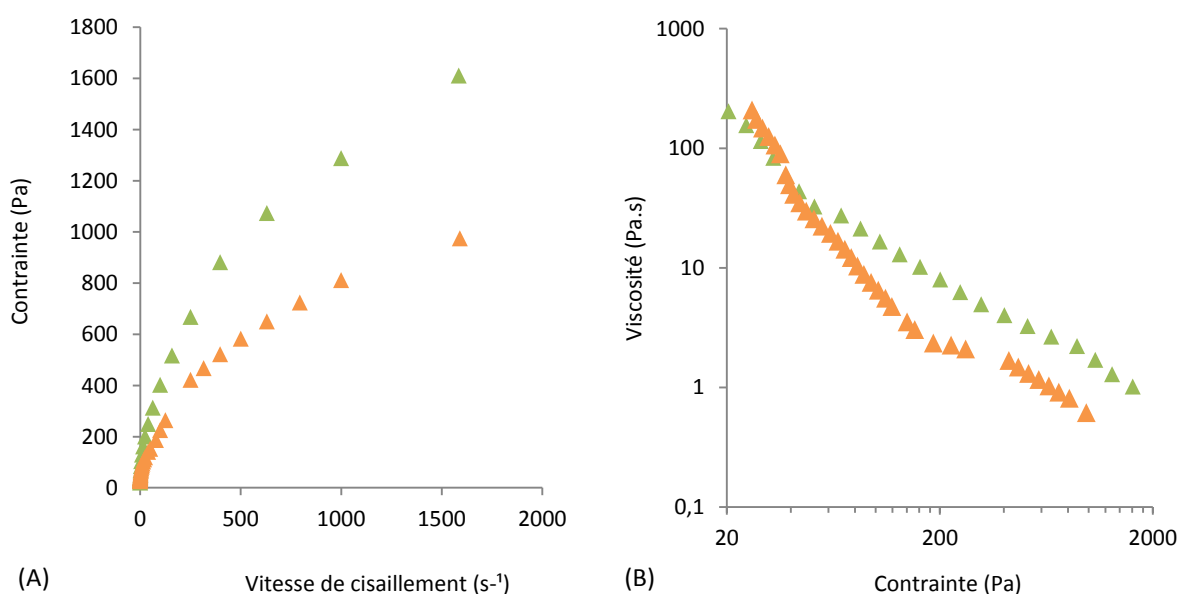 1800
1600
1400
1200
1000
800
600
400
200
0
Contrainte (Pa)
0 500 1000 1500 2000
(A) Vitesse de cisaillement (s-¹)
1000
100
10
1
0,1
Viscosité (Pa.s)
20 200 2000
(B) Contrainte (Pa)